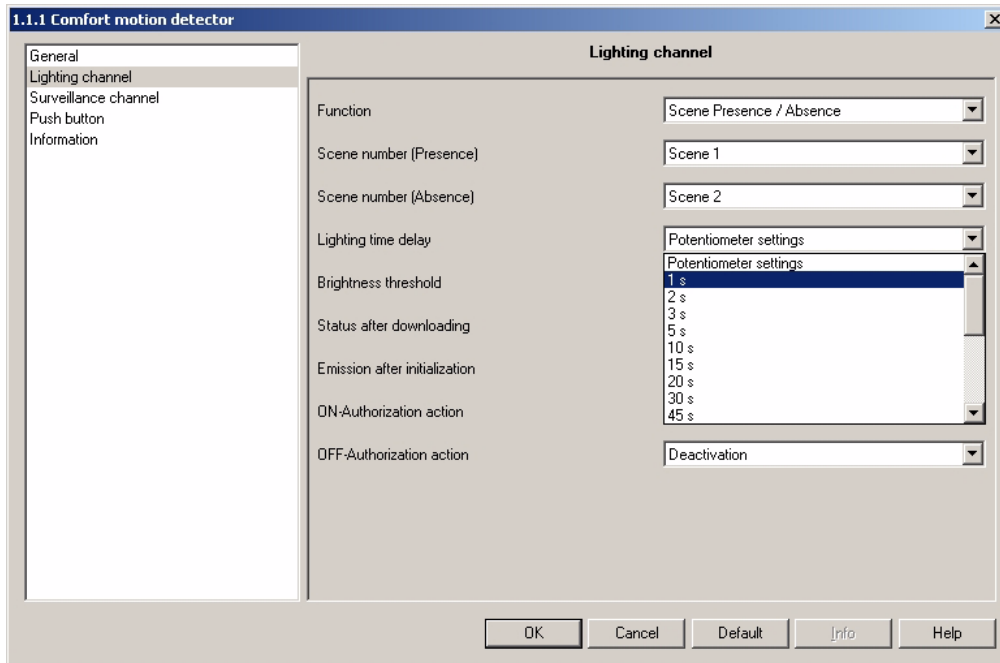 1.1.1 Comfort motion detector
General
Lighting channel
Surveillance channel
Push button
Information
Lighting channel
Function
Scene Presence / Absence
Scene number (Presence)
Scene 1
Scene number (Absence)
Scene 2
Lighting time delay
Potentiometer settings
Potentiometer settings
1 s
2 s
3 s
5 s
10 s
15 s
20 s
30 s
45 s
Brightness threshold
Status after downloading
Emission after initialization
ON-Authorization action
OFF-Authorization action
Deactivation
OK
Cancel
Default
Info
Help